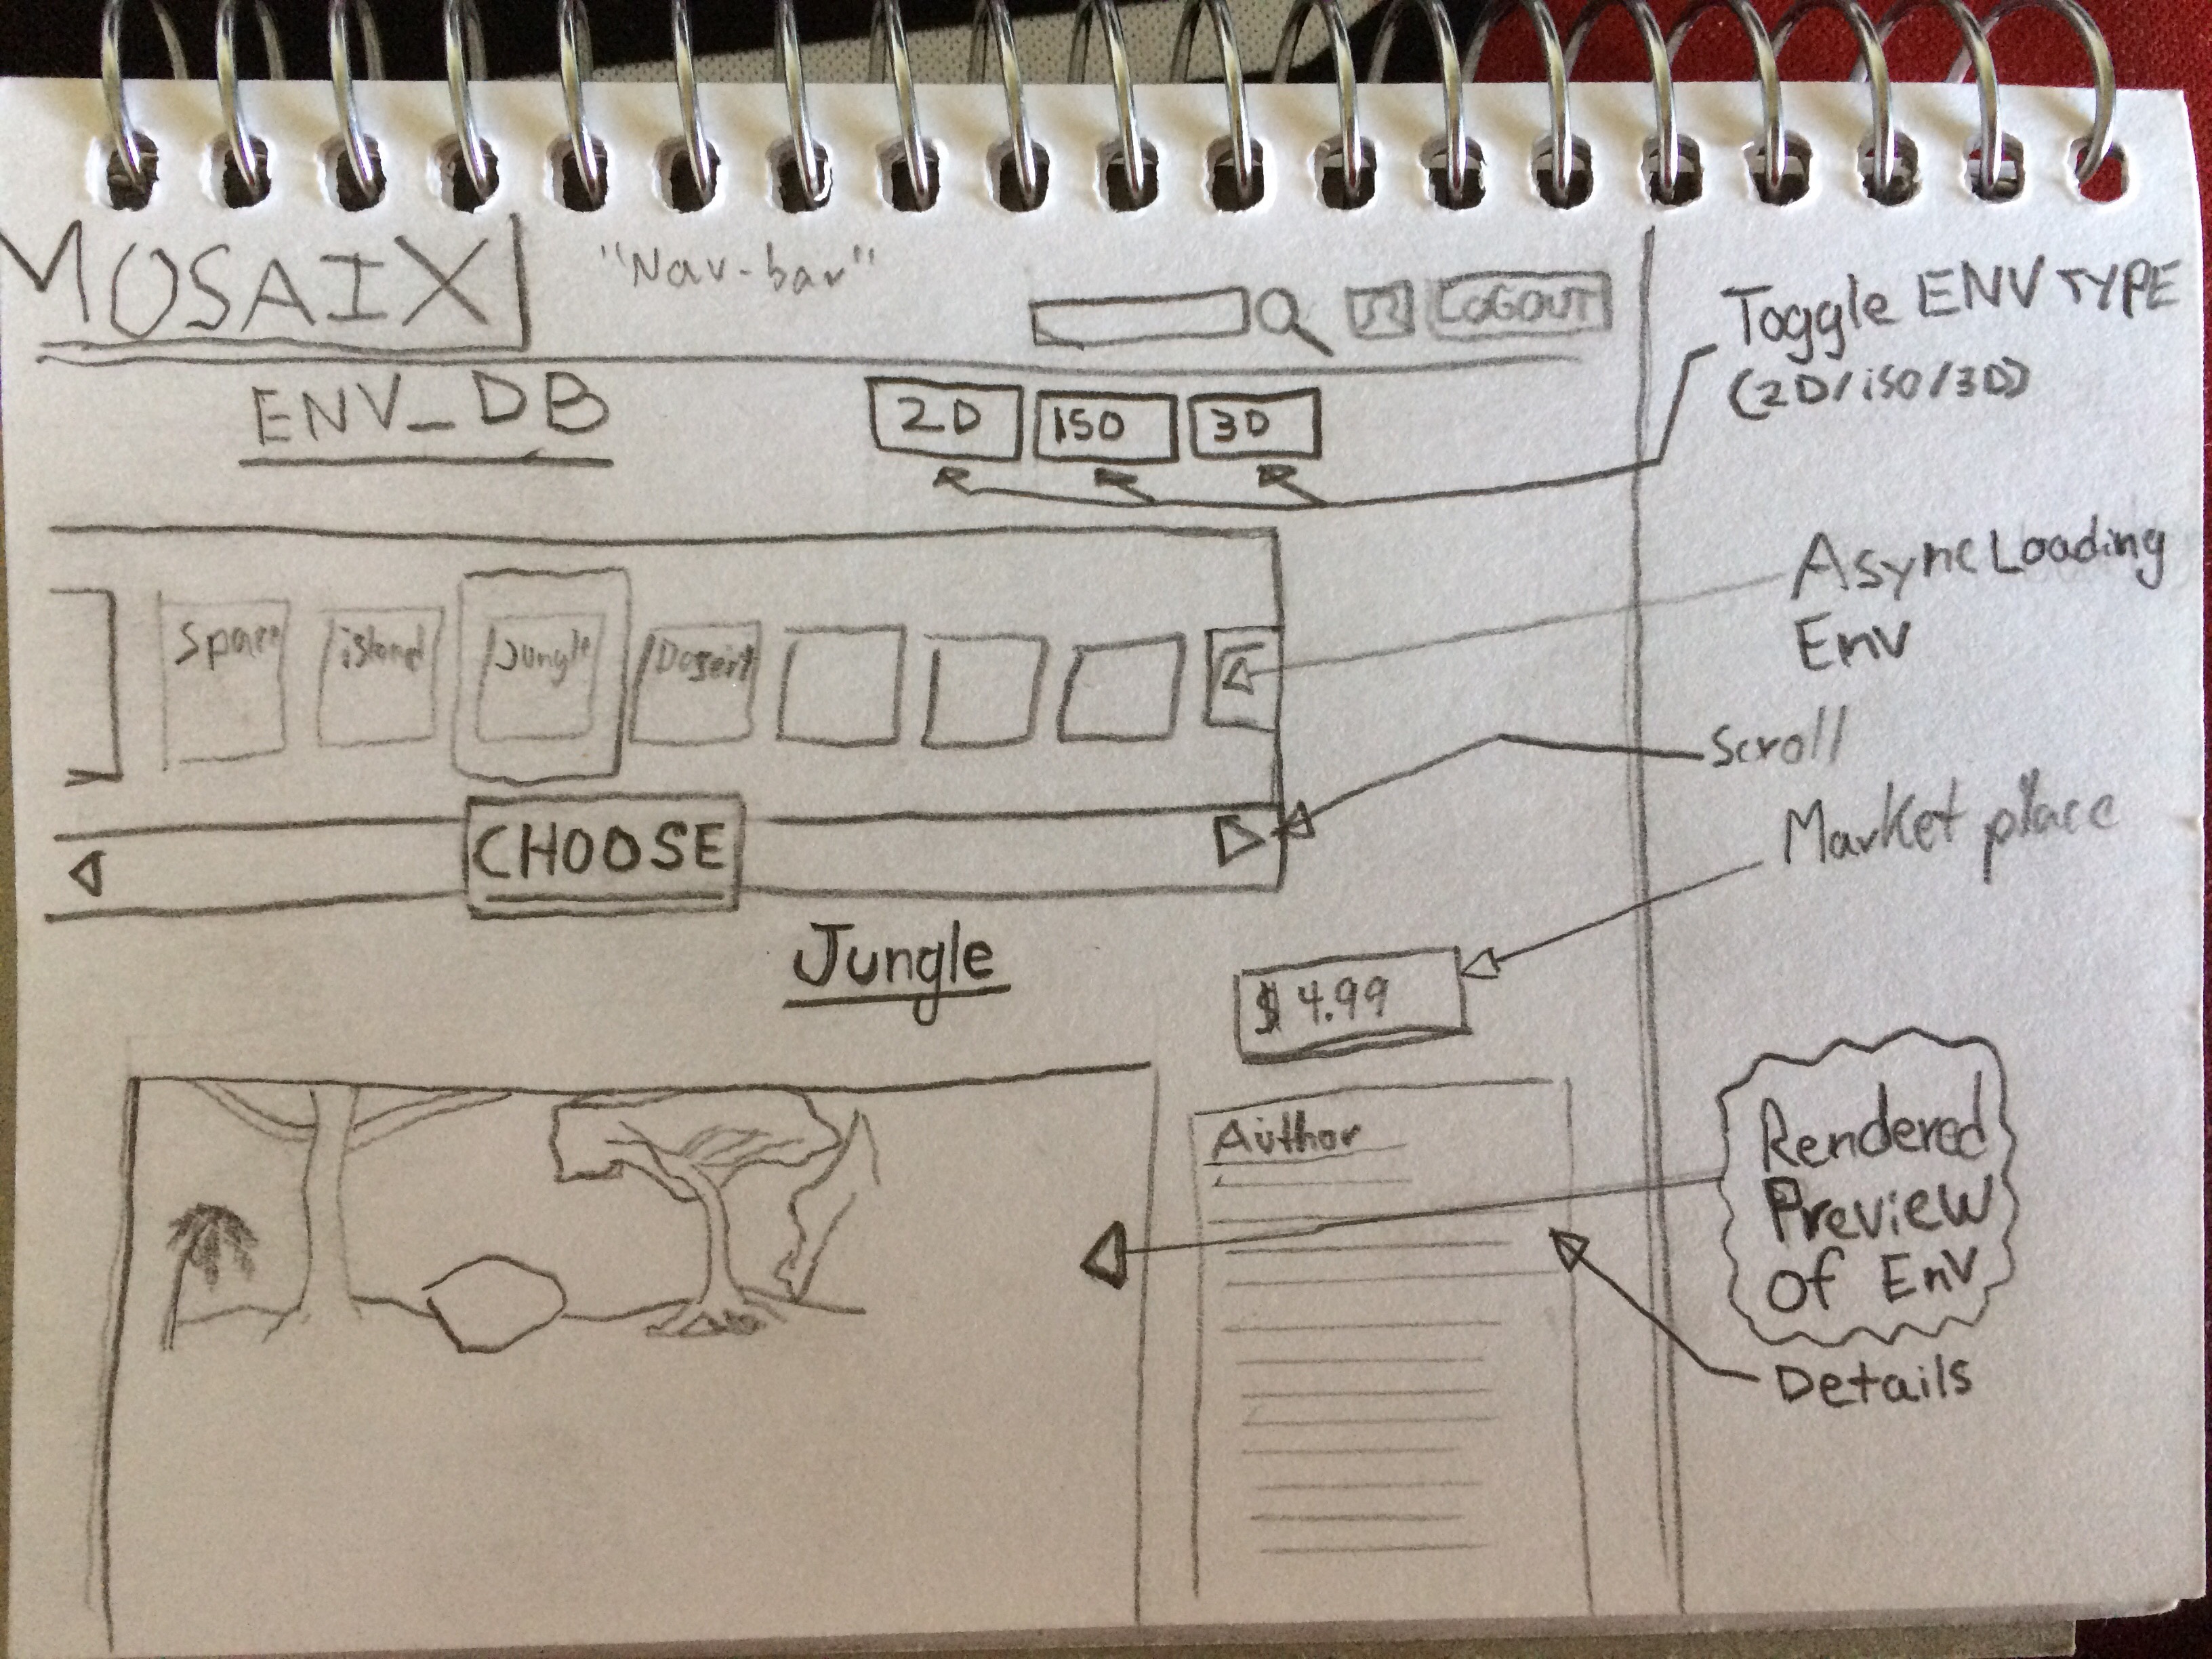 MOSAIX
"Nav-bar"
LOGOUT
Toggle ENV TYPE
(2D/iso/3D)
ENV_DB
2D
ISO
3D
Async Loading
Env
Space
island
Jungle
Desert
Scroll
Market place
CHOOSE
Jungle
$ 4.99
Author
Rendered
Preview
of Env
Details